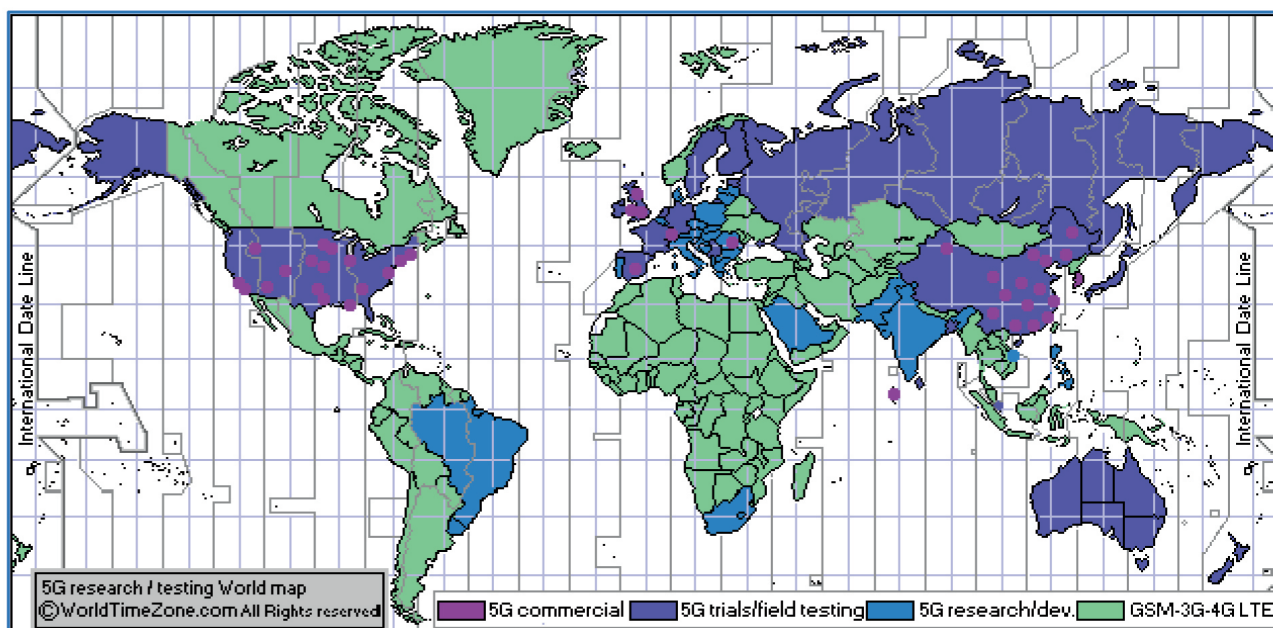 International Date Line
International Date Line
5G research / testing World map
©WorldTimeZone.com All Rights reserved
5G commercial
5G trials/field testing
5G research/dev.
GSM-3G-4G LTE